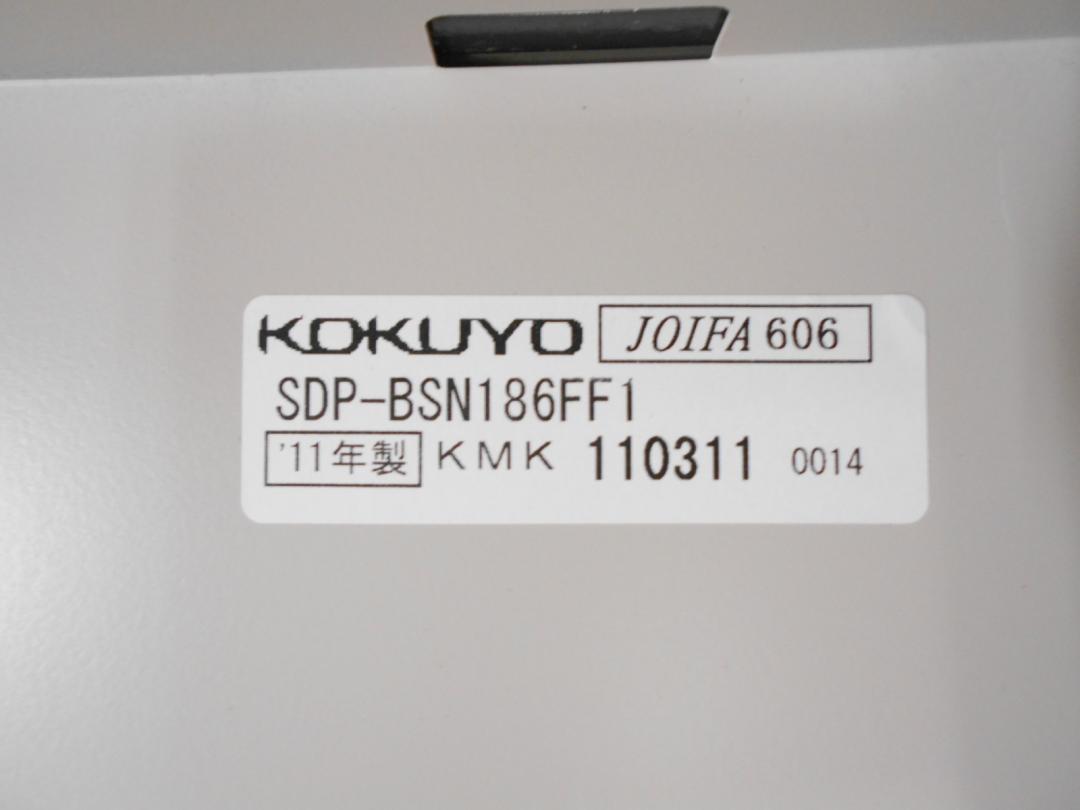 KOKUYO JOIFA 606
SDP-BSN186FF1
'11年製 KMK 110311 0014